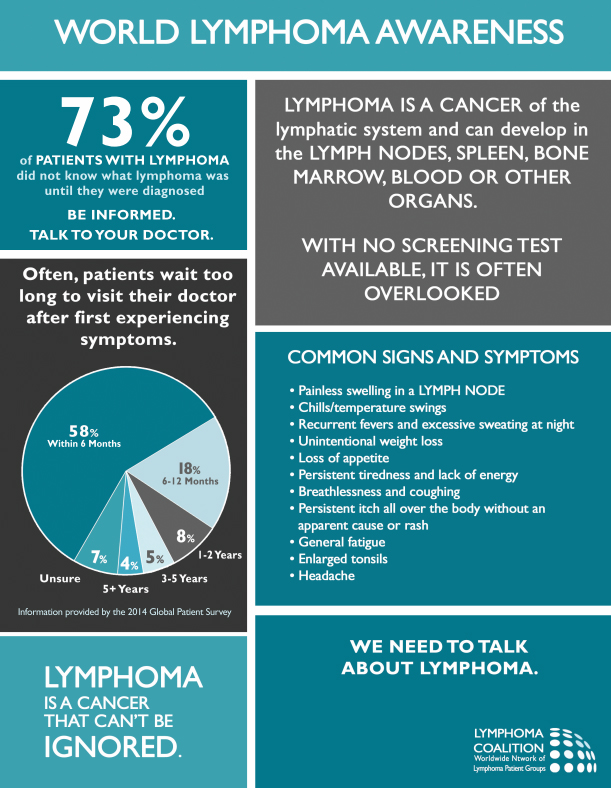 WORLD LYMPHOMA AWARENESS
73%
of PATIENTS WITH LYMPHOMA
did not know what lymphoma was
until they were diagnosed
BE INFORMED.
TALK TO YOUR DOCTOR.
LYMPHOMA IS A CANCER of the
lymphatic system and can develop in
the LYMPH NODES, SPLEEN, BONE
MARROW, BLOOD OR OTHER
ORGANS.
WITH NO SCREENING TEST
AVAILABLE, IT IS OFTEN
OVERLOOKED
Often, patients wait too
long to visit their doctor
after first experiencing
symptoms.
58%
Within 6 Months
18%
6-12 Months
8%
1-2 Years
5%
3-5 Years
4%
5+ Years
7%
Unsure
Information provided by the 2014 Global Patient Survey
COMMON SIGNS AND SYMPTOMS
• Painless swelling in a LYMPH NODE
• Chills/temperature swings
• Recurrent fevers and excessive sweating at night
• Unintentional weight loss
• Loss of appetite
• Persistent tiredness and lack of energy
• Breathlessness and coughing
• Persistent itch all over the body without an
apparent cause or rash
• General fatigue
• Enlarged tonsils
• Headache
LYMPHOMA
IS A CANCER
THAT CAN'T BE
IGNORED.
WE NEED TO TALK
ABOUT LYMPHOMA.
LYMPHOMA
COALITION
Worldwide Ntwork of
Lymphoma Patient Groups